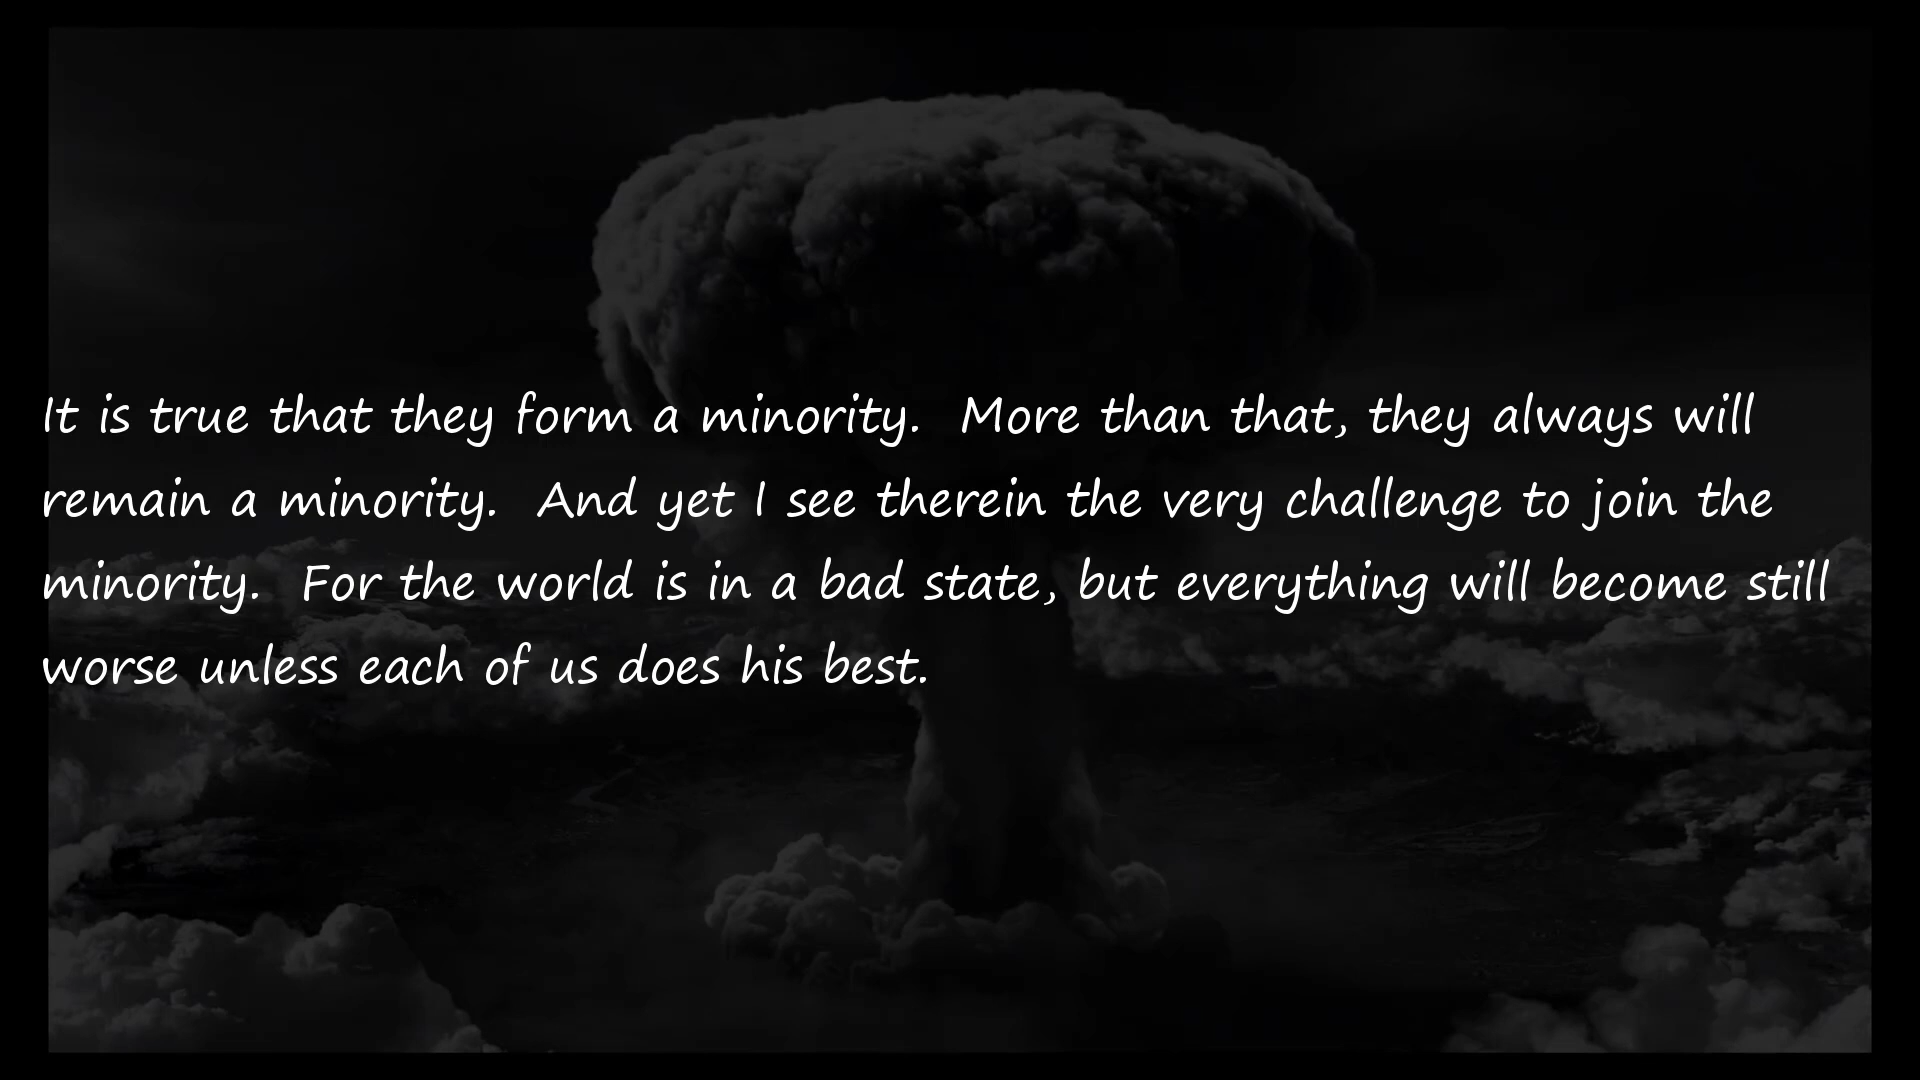 It is true that they form a minority.  More than that, they always will
remain a minority.  And yet I see therein the very challenge to join the
minority.  For the world is in a bad state, but everything will become still
worse unless each of us does his best.